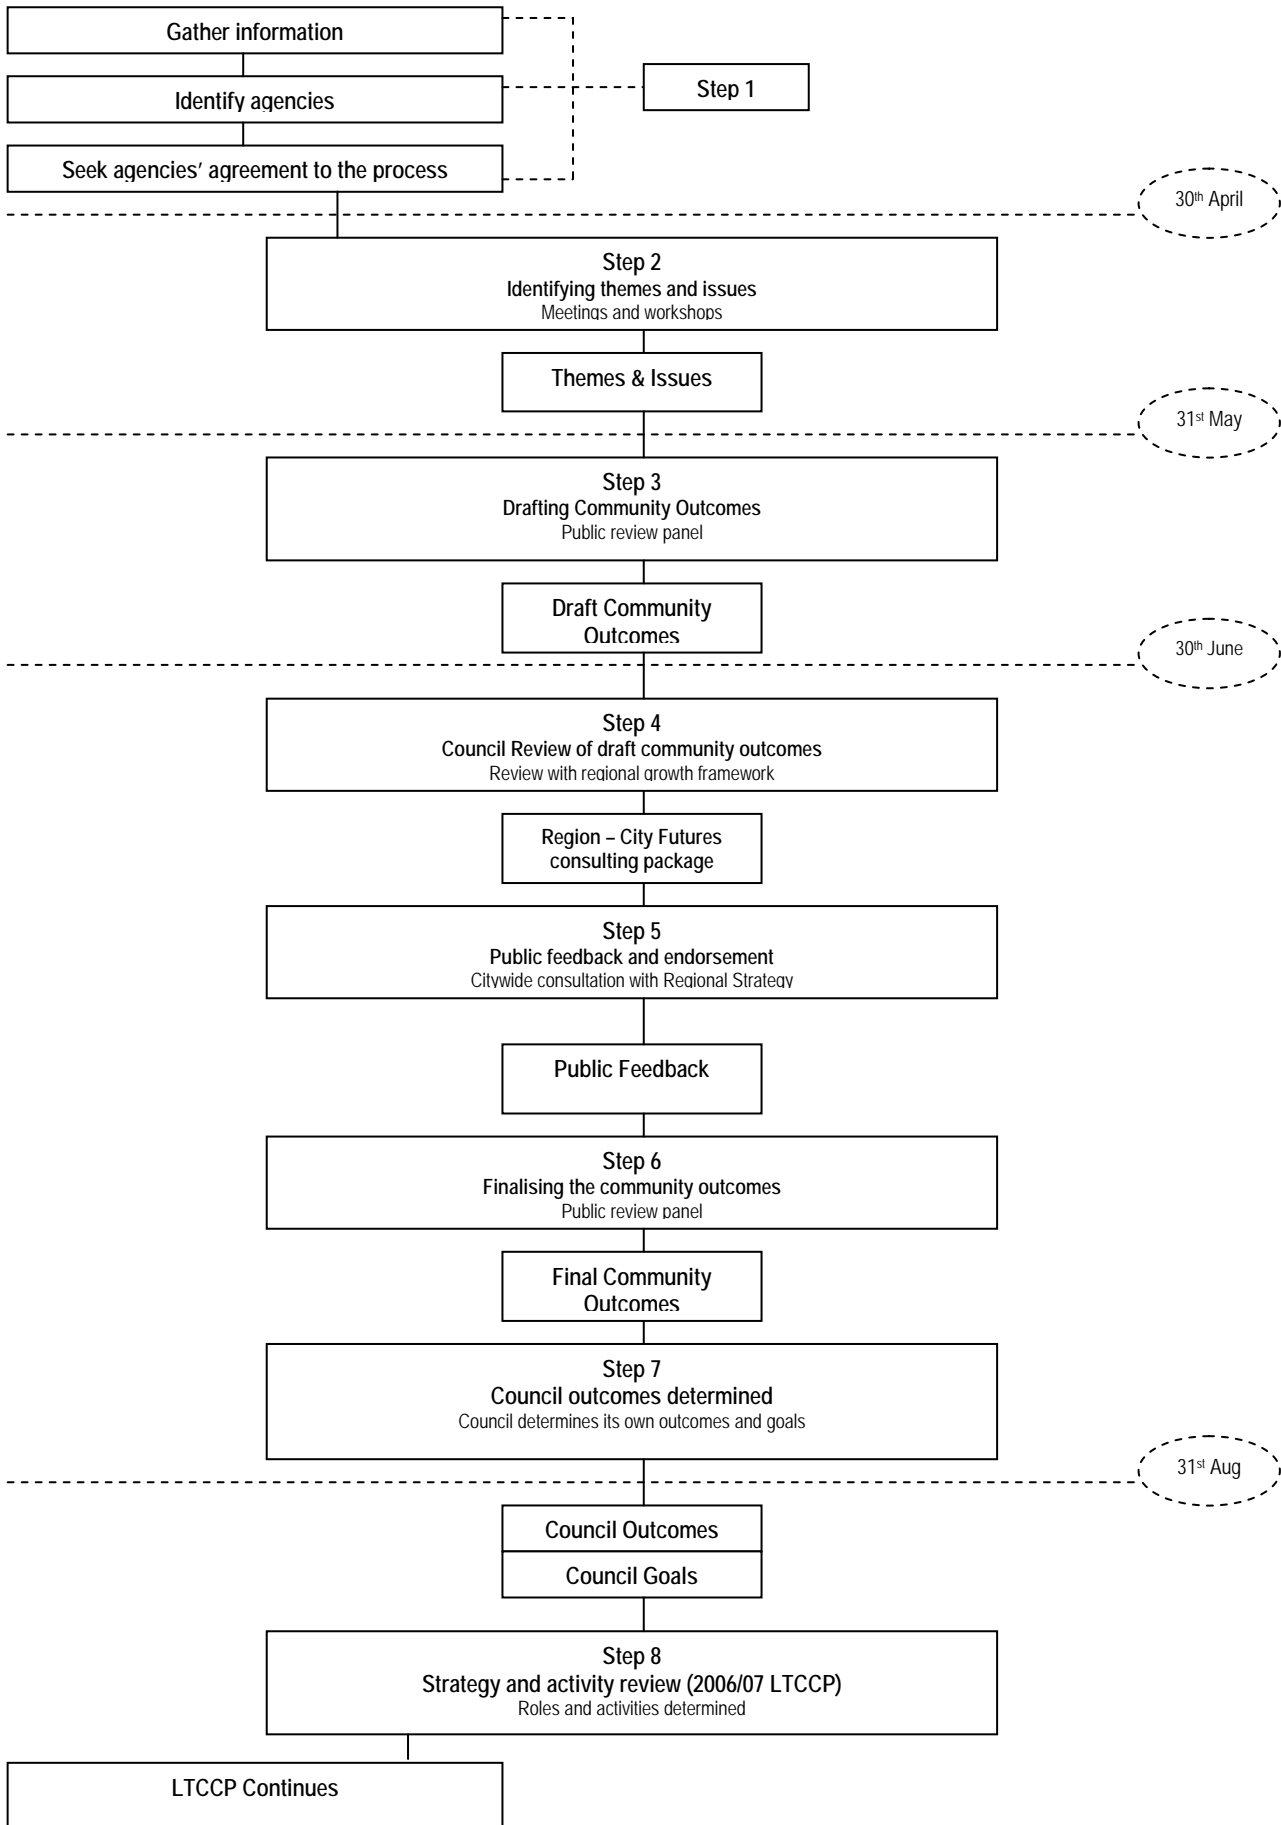 Gather information
Identify agencies
Step 1
Seek agencies’ agreement to the process
30th April
Step 2
Identifying themes and issues
Meetings and workshops
Themes & Issues
31st May
Step 3
Drafting Community Outcomes
Public review panel
Draft Community
Outcomes
30th June
Step 4
Council Review of draft community outcomes
Review with regional growth framework
Region – City Futures
consulting package
Step 5
Public feedback and endorsement
Citywide consultation with Regional Strategy
Public Feedback
Step 6
Finalising the community outcomes
Public review panel
Final Community
Outcomes
Step 7
Council outcomes determined
Council determines its own outcomes and goals
31st Aug
Council Outcomes
Council Goals
Step 8
Strategy and activity review (2006/07 LTCCP)
Roles and activities determined
LTCCP Continues